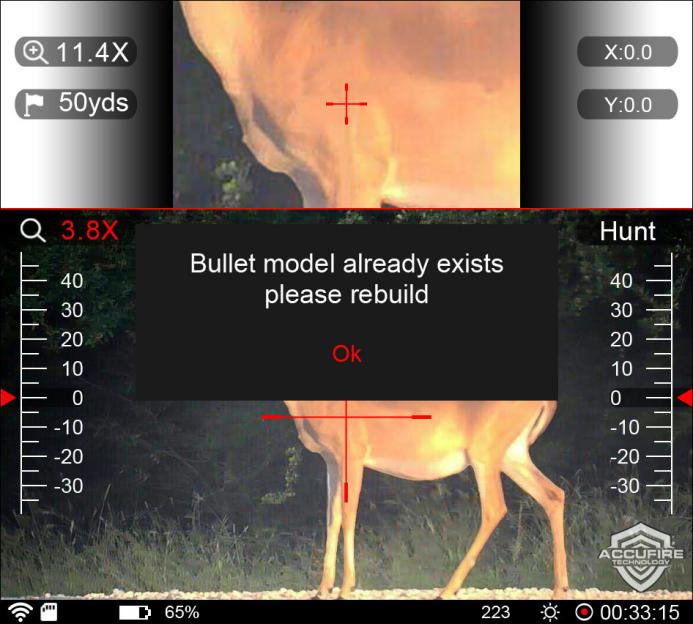 11.4X
X:0.0
50yds
Y:0.0
3.8X
Hunt
Bullet model already exists
please rebuild
Ok
40
30
20
10
0
-10
-20
-30
40
30
20
10
0
-10
-20
-30
ACCUFIRE
TECHNOLOGY
65%
223
00:33:15